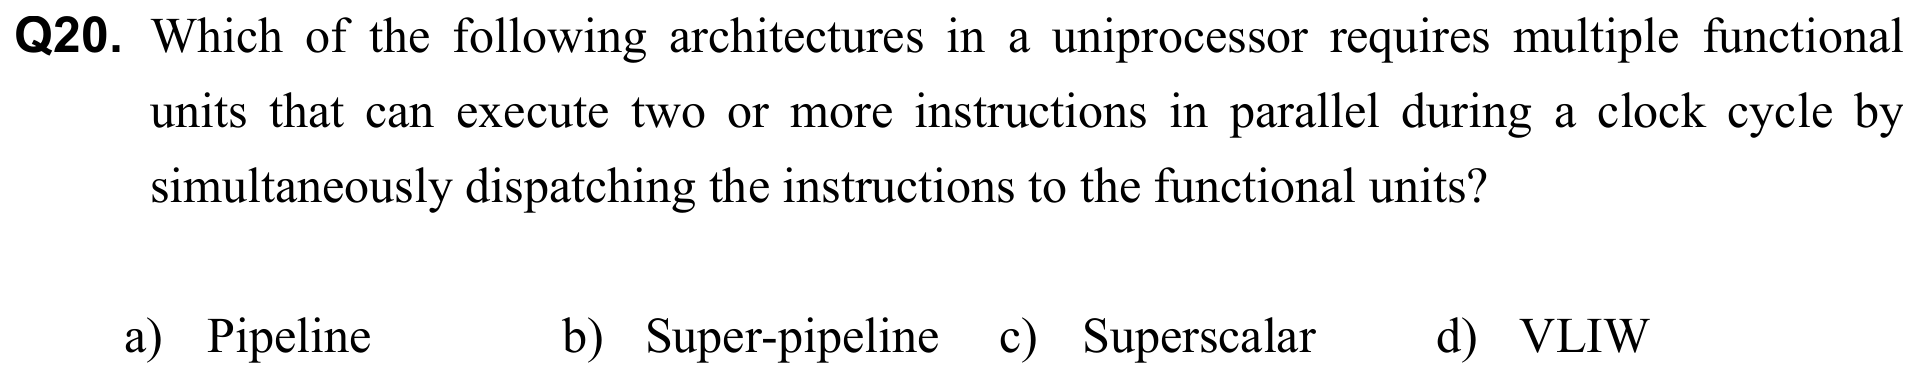 Q20. Which of the following architectures in a uniprocessor requires multiple functional
units that can execute two or more instructions in parallel during a clock cycle by
simultaneously dispatching the instructions to the functional units?
a) Pipeline b) Super-pipeline c) Superscalar d) VLIW